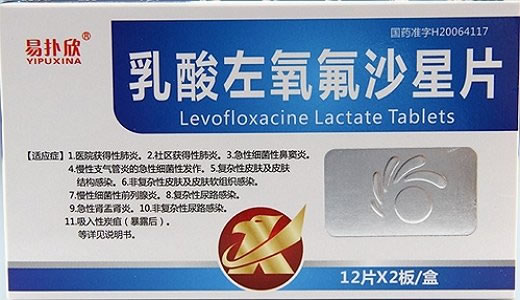 易扑欣®
YIPUXINA
国药准字H20064117
乳酸左氧氟沙星片
Levofloxacine Lactate Tablets
【适应症】1.医院获得性肺炎。2.社区获得性肺炎。3.急性细菌性鼻窦炎。
4.慢性支气管炎的急性细菌性发作。5.复杂性皮肤及皮肤
结构感染。6.非复杂性皮肤及皮肤软组织感染。
7.慢性细菌性前列腺炎。8.复杂性尿路感染。
9.急性肾盂肾炎。10.非复杂性尿路感染。
11.吸入性炭疽（暴露后）。
等详见说明书。
12片X2板/盒